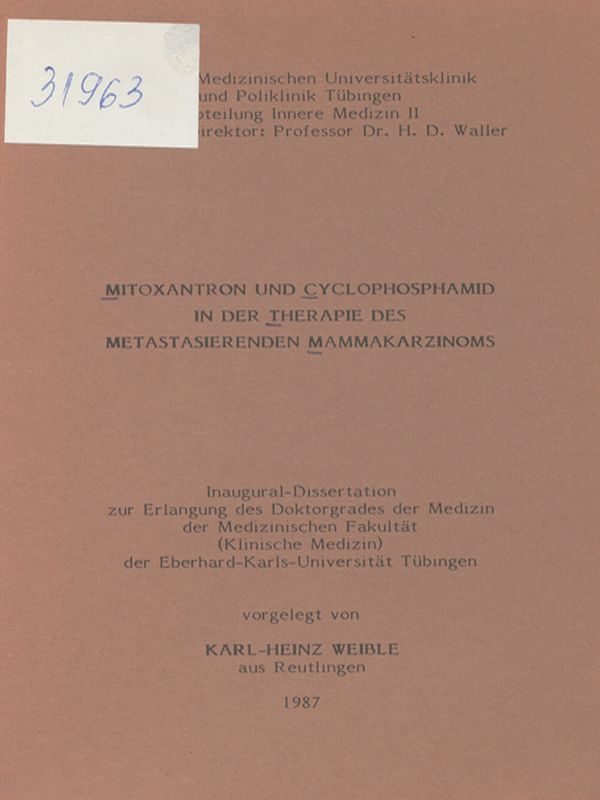 31963
Medizinischen Universitätsklinik
und Poliklinik Tübingen
bteilung Innere Medizin II
irektor: Professor Dr. H. D. Waller
MITOXANTRON UND CYCLOPHOSPHAMID
IN DER THERAPIE DES
METASTASIERENDEN MAMMAKARZINOMS
Inaugural-Dissertation
zur Erlangung des Doktorgrades der Medizin
der Medizinischen Fakultät
(Klinische Medizin)
der Eberhard-Karls-Universität Tübingen
vorgelegt von
KARL-HEINZ WEIBLE
aus Reutlingen
1987